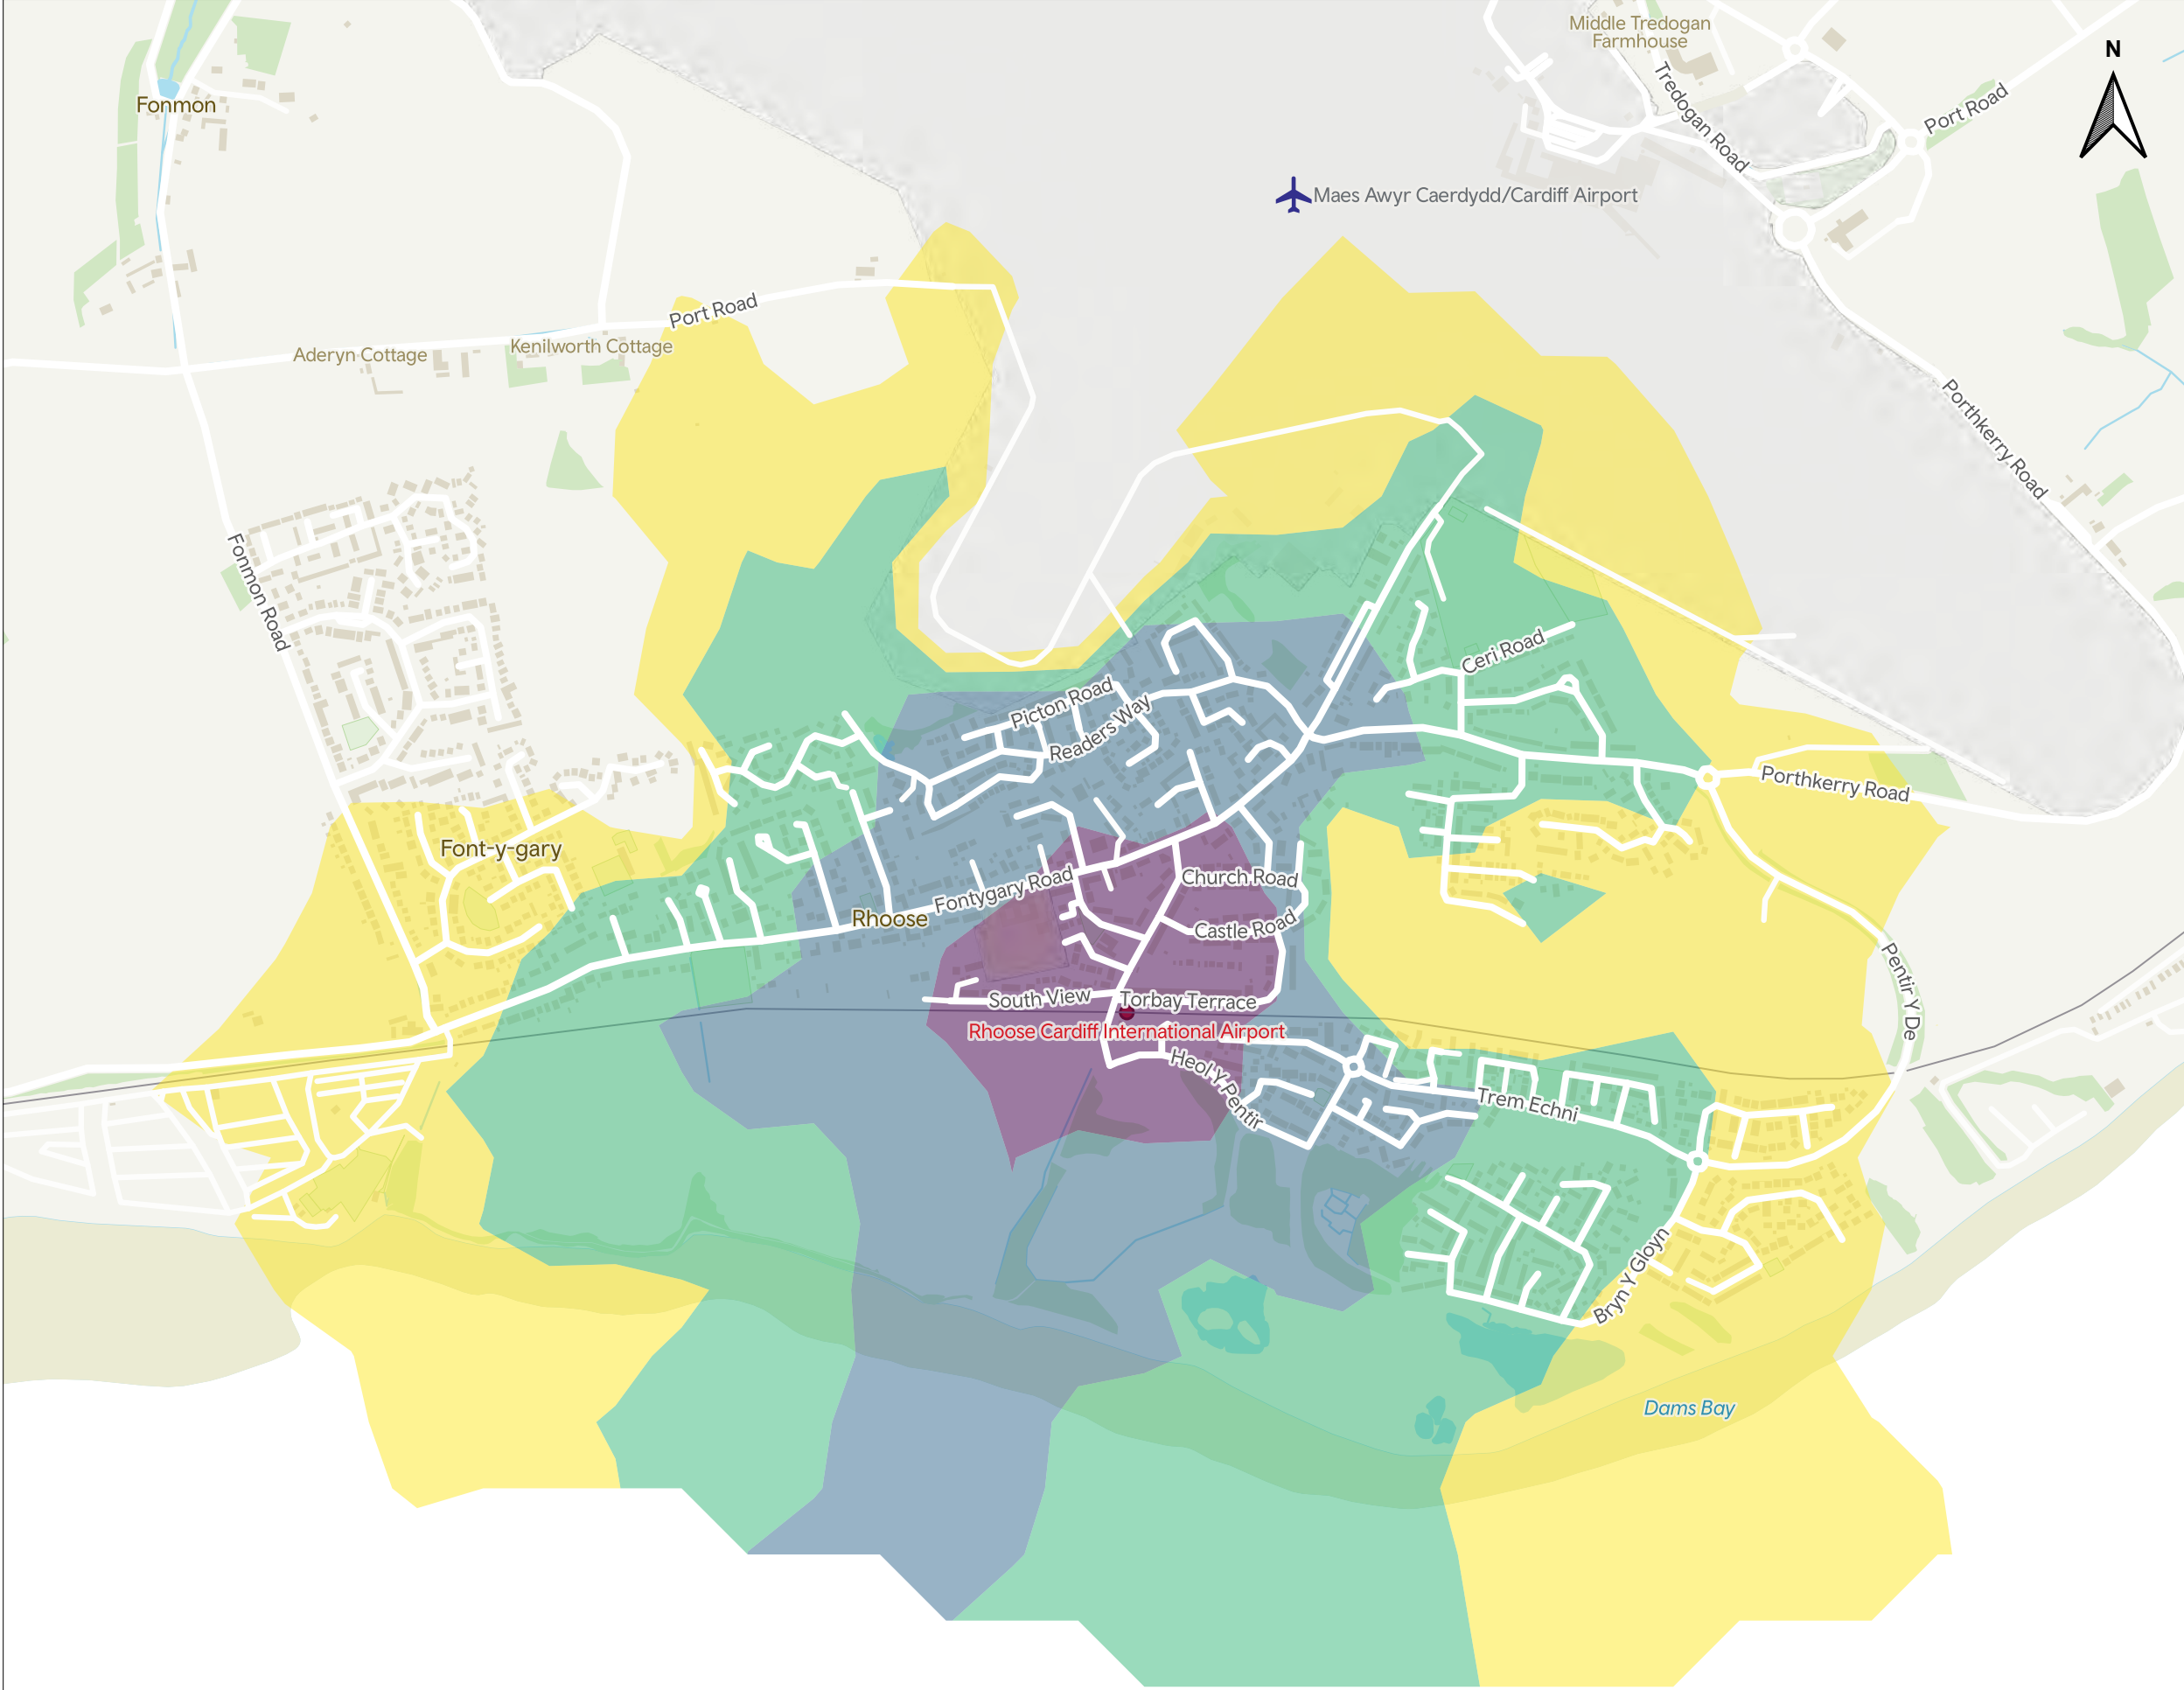 Middle Tredogan
Farmhouse
N
Fonmon
Port Road
Tredogan Road
Maes Awyr Caerdydd/Cardiff Airport
Port Road
Aderyn Cottage
Kenilworth Cottage
Porthkerry Road
Fonmon Road
Ceri Road
Picton Road
Readers Way
Porthkerry Road
Font-y-gary
Church Road
Fontygary Road
Rhoose
Castle Road
Pentir Y De
South View
Torbay Terrace
Rhoose Cardiff International Airport
Heol Y Pentir
Trem Echni
Bryn Y Gloyn
Dams Bay